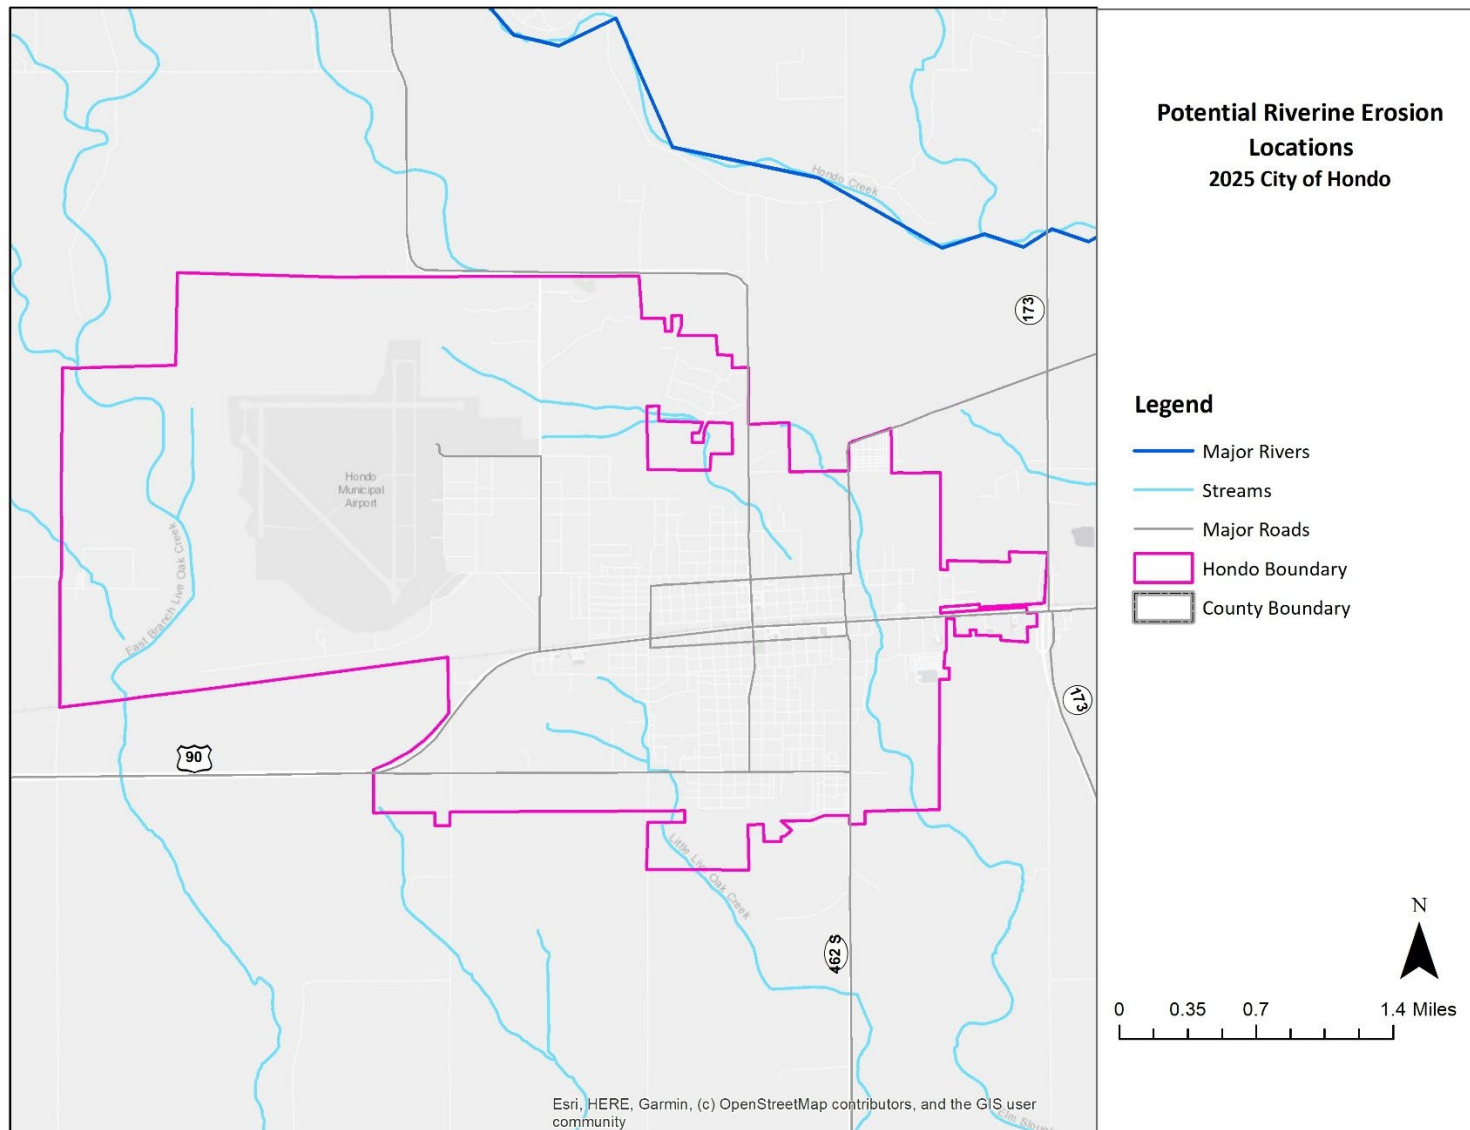 Potential Riverine Erosion
Locations
2025 City of Hondo
Hondo Creek
173
Legend
Major Rivers
Streams
Major Roads
Hondo Boundary
County Boundary
Hondo
Municipal
Airport
East Branch Live Oak Creek
173
90
Little Live Oak Creek
462 S
N
0 0.35 0.7 1.4 Miles
Esri, HERE, Garmin, (c) OpenStreetMap contributors, and the GIS user
community
Elm Slough